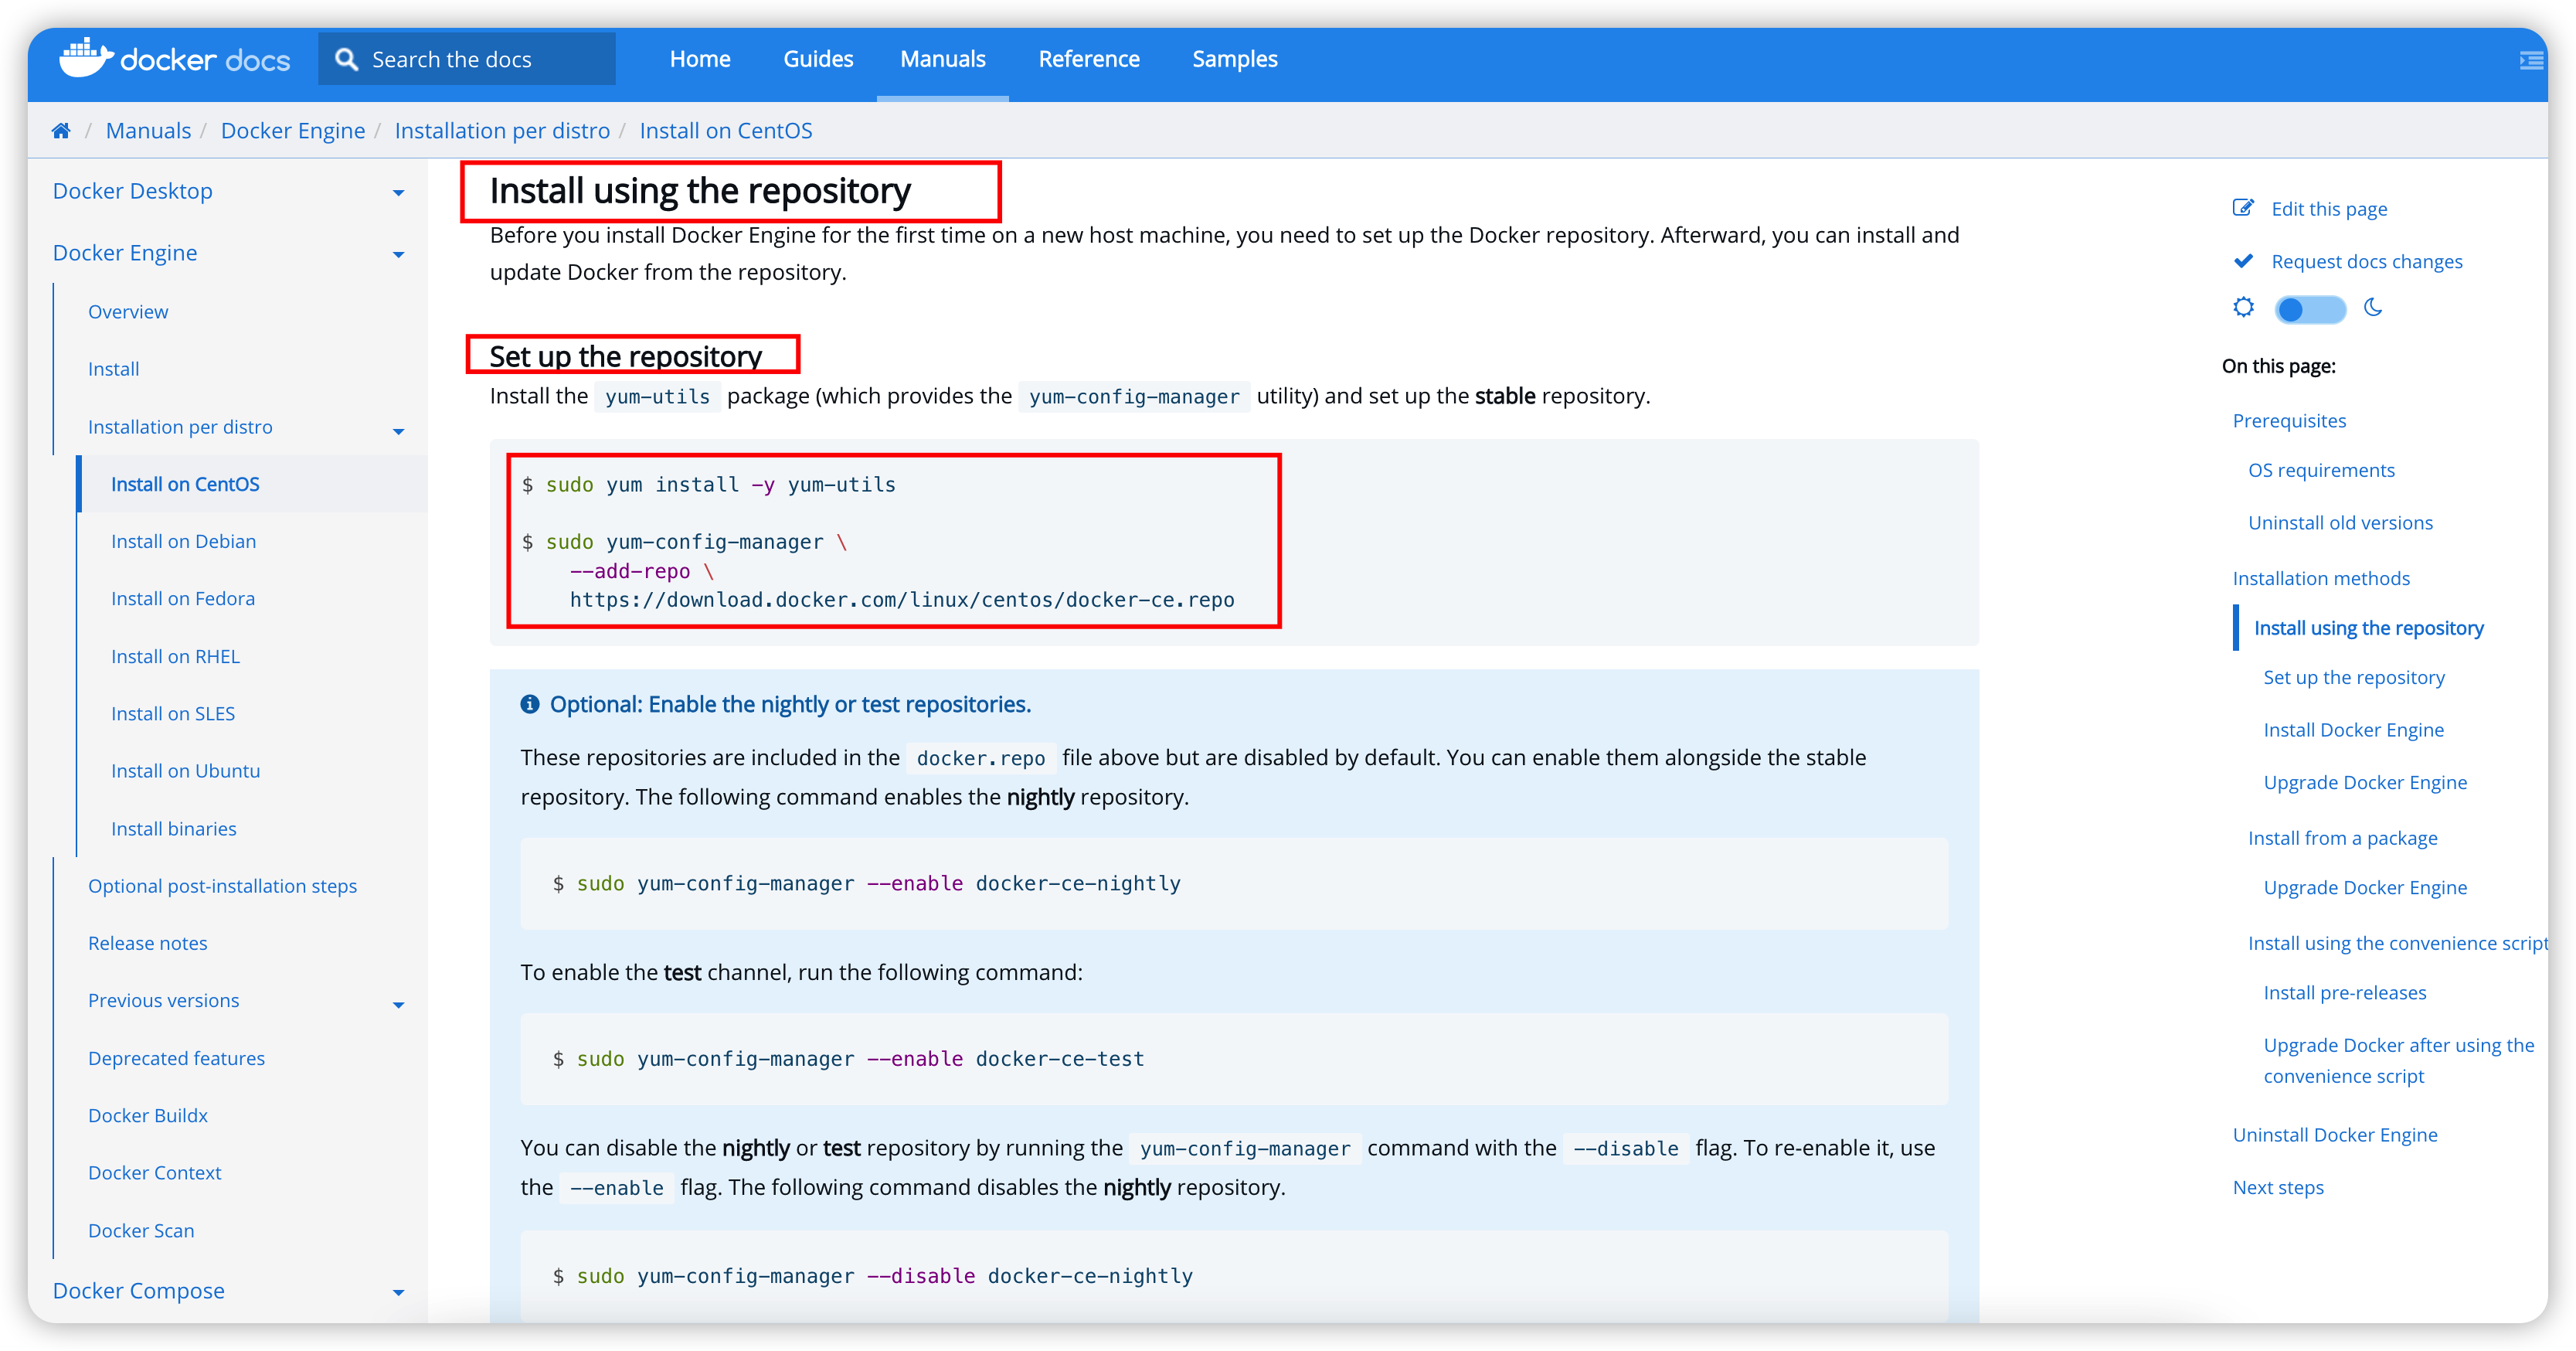 docker docs
Search the docs
Home
Guides
Manuals
Reference
Samples
/ Manuals / Docker Engine / Installation per distro / Install on CentOS
Docker Desktop
Docker Engine
Overview
Install
Installation per distro
Install on CentOS
Install on Debian
Install on Fedora
Install on RHEL
Install on SLES
Install on Ubuntu
Install binaries
Optional post-installation steps
Release notes
Previous versions
Deprecated features
Docker Buildx
Docker Context
Docker Scan
Docker Compose
Install using the repository
Before you install Docker Engine for the first time on a new host machine, you need to set up the Docker repository. Afterward, you can install and
update Docker from the repository.
Set up the repository
Install the yum-utils package (which provides the yum-config-manager utility) and set up the stable repository.
$ sudo yum install -y yum-utils
$ sudo yum-config-manager \
--add-repo \
https://download.docker.com/linux/centos/docker-ce.repo
Optional: Enable the nightly or test repositories.
These repositories are included in the docker.repo file above but are disabled by default. You can enable them alongside the stable
repository. The following command enables the nightly repository.
$ sudo yum-config-manager --enable docker-ce-nightly
To enable the test channel, run the following command:
$ sudo yum-config-manager --enable docker-ce-test
You can disable the nightly or test repository by running the yum-config-manager command with the --disable flag. To re-enable it, use
the --enable flag. The following command disables the nightly repository.
$ sudo yum-config-manager --disable docker-ce-nightly
Edit this page
Request docs changes
On this page:
Prerequisites
OS requirements
Uninstall old versions
Installation methods
Install using the repository
Set up the repository
Install Docker Engine
Upgrade Docker Engine
Install from a package
Upgrade Docker Engine
Install using the convenience script
Install pre-releases
Upgrade Docker after using the
convenience script
Uninstall Docker Engine
Next steps